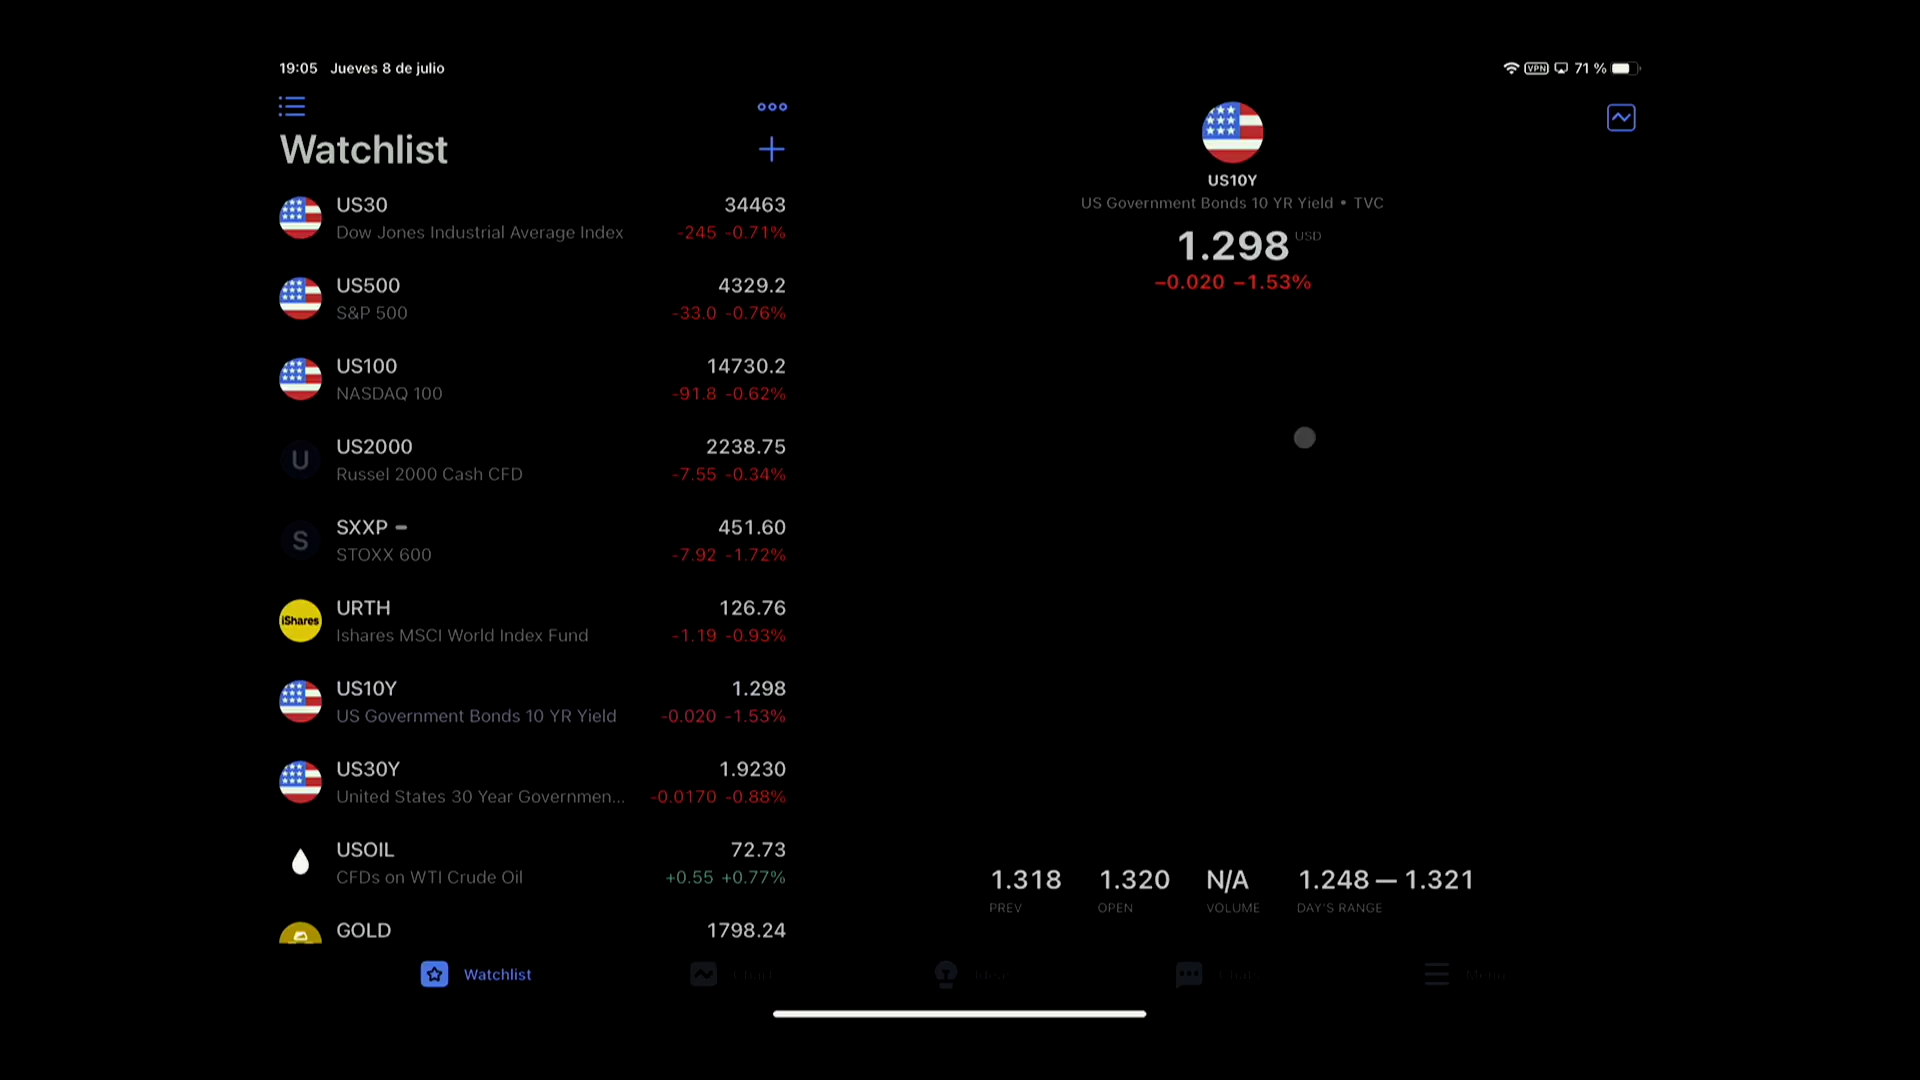 19:05 Jueves 8 de julio
VPN 71 %
Watchlist
US30 34463
Dow Jones Industrial Average Index -245 -0.71%
US500 4329.2
S&P 500 -33.0 -0.76%
US100 14730.2
NASDAQ 100 -91.8 -0.62%
U US2000 2238.75
Russel 2000 Cash CFD -7.55 -0.34%
S SXXP 451.60
STOXX 600 -7.92 -1.72%
iShares URTH 126.76
Ishares MSCI World Index Fund -1.19 -0.93%
US10Y 1.298
US Government Bonds 10 YR Yield -0.020 -1.53%
US30Y 1.9230
United States 30 Year Governmen... -0.0170 -0.88%
USOIL 72.73
CFDs on WTI Crude Oil +0.55 +0.77%
GOLD 1798.24
US10Y
US Government Bonds 10 YR Yield • TVC
1.298 USD
−0.020 −1.53%
1.318 1.320 N/A 1.248 — 1.321
PREV OPEN VOLUME DAY'S RANGE
Watchlist Chart Ideas Chats Menu